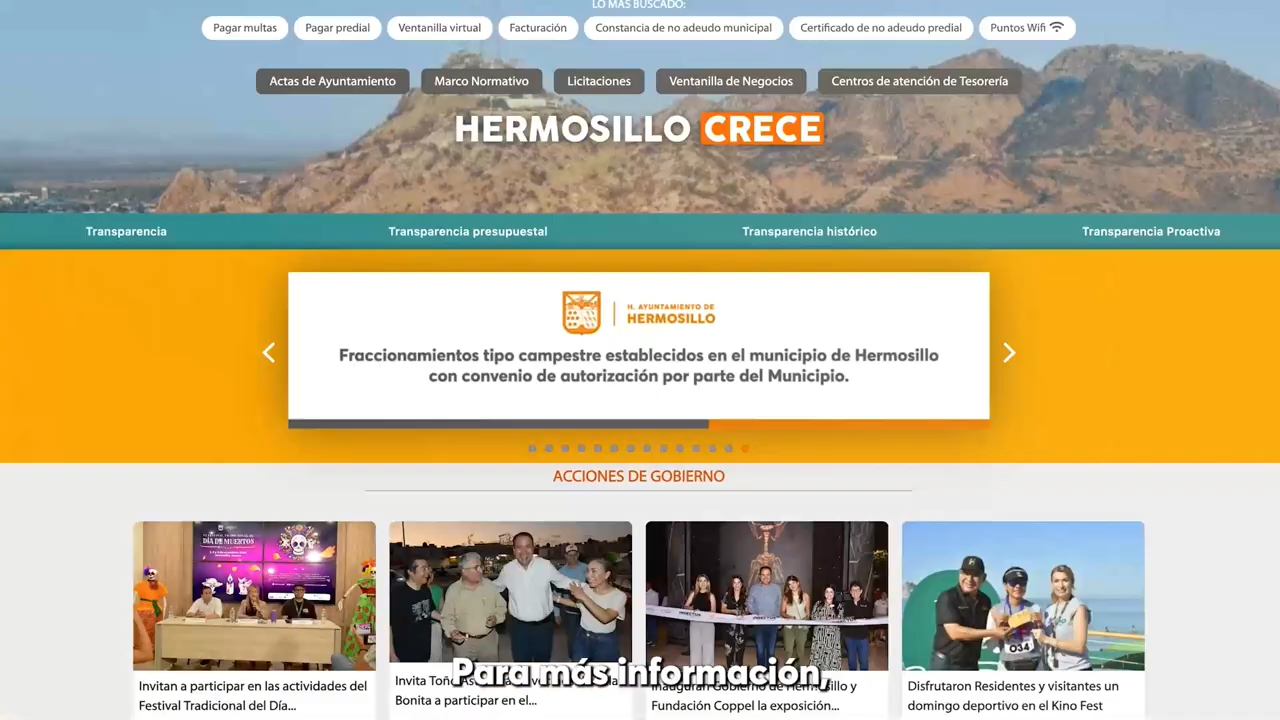 LO MÁS BUSCADO:
Pagar multas
Pagar predial
Ventanilla virtual
Facturación
Constancia de no adeudo municipal
Certificado de no adeudo predial
Puntos Wifi
Actas de Ayuntamiento
Marco Normativo
Licitaciones
Ventanilla de Negocios
Centros de atención de Tesorería
HERMOSILLO CRECE
Transparencia
Transparencia presupuestal
Transparencia histórico
Transparencia Proactiva
H. AYUNTAMIENTO DE
HERMOSILLO
Fraccionamientos tipo campestre establecidos en el municipio de Hermosillo
con convenio de autorización por parte del Municipio.
ACCIONES DE GOBIERNO
DÍA DE MUERTOS
034
Invitan a participar en las actividades del
Festival Tradicional del Día...
Invita
Bonita a participar en el...
Inauguran Gobierno de Hermosillo y
Fundación Coppel la exposición...
Disfrutaron Residentes y visitantes un
domingo deportivo en el Kino Fest
Para más información,